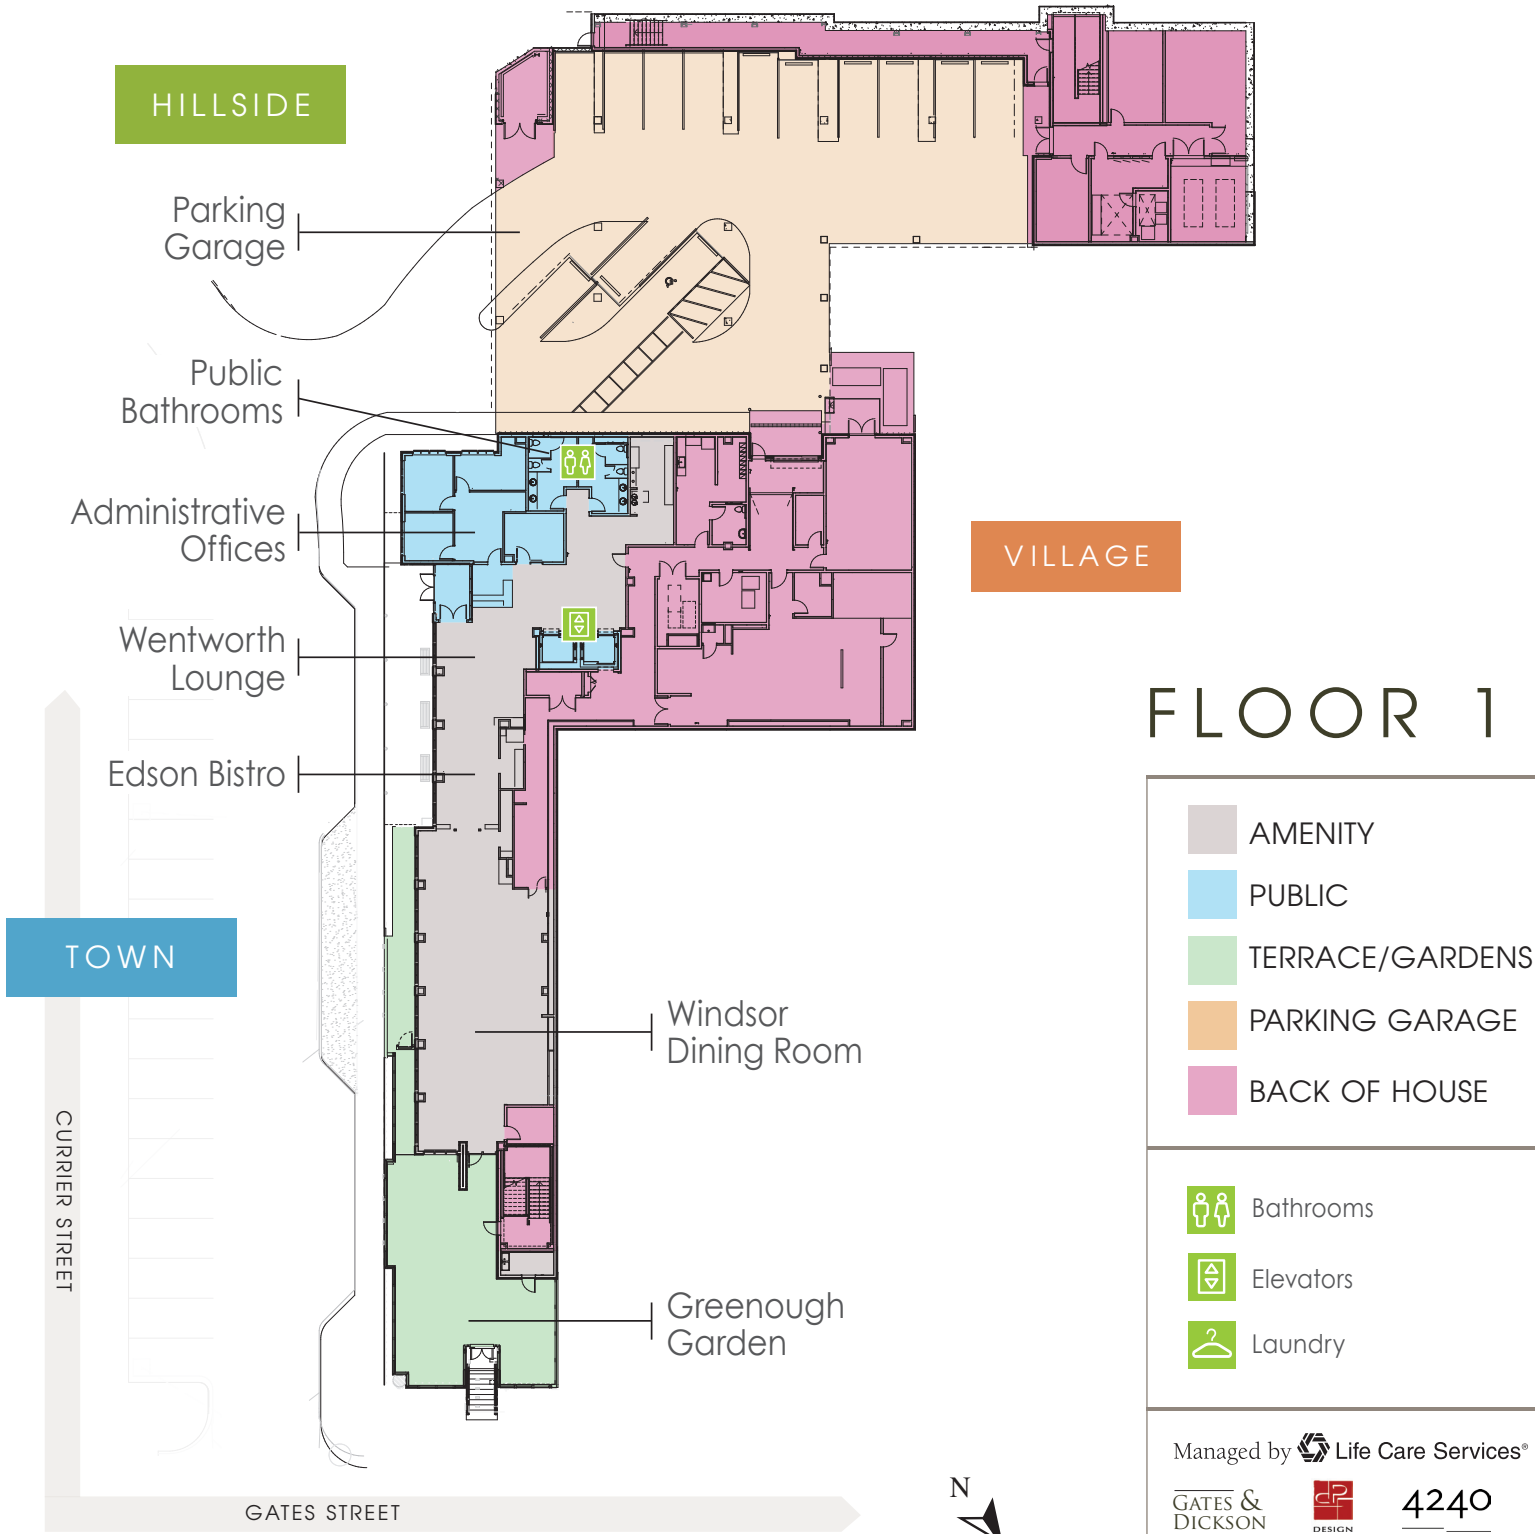 HILLSIDE
Parking
Garage
Public
Bathrooms
Administrative
Offices
VILLAGE
Wentworth
Lounge
Edson Bistro
TOWN
Windsor
Dining Room
Greenough
Garden
CURRIER STREET
GATES STREET
N
FLOOR 1
AMENITY
PUBLIC
TERRACE/GARDENS
PARKING GARAGE
BACK OF HOUSE
Bathrooms
Elevators
Laundry
Managed by Life Care Services®
GATES &
DICKSON
dpf
DESIGN
4240